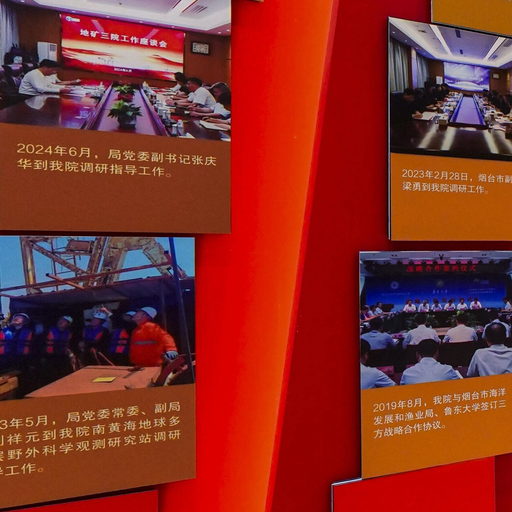 地矿三院工作座谈会
2024年6月，局党委副书记张庆
华到我院调研指导工作。
3年5月，局党委常委、副局
祥元到我院南黄海地球多
野外科学观测研究站调研
工作。
2023年2月28日，烟台市副
梁勇到我院调研工作。
战略合作签约仪式
2019年8月，我院与烟台市海洋
发展和渔业局、鲁东大学签订三
方战略合作协议。